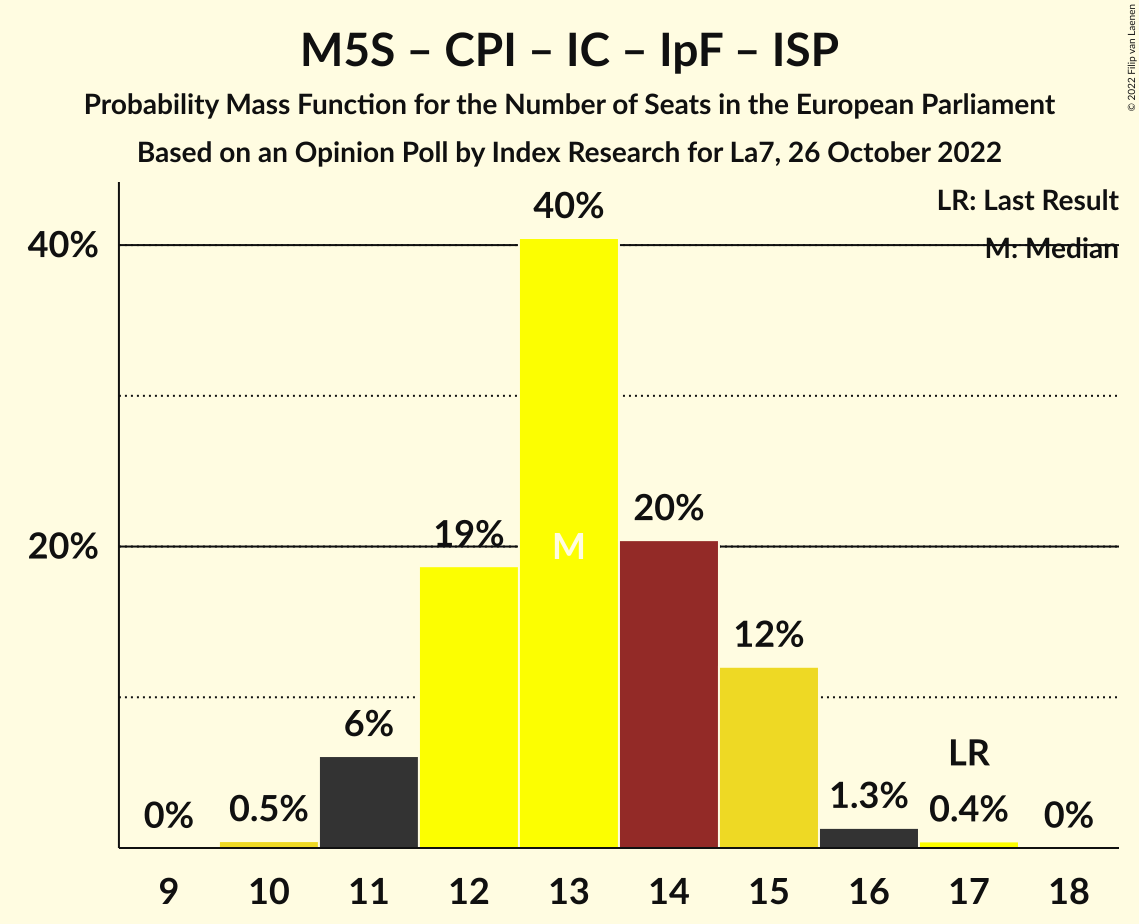 M5S – CPI – IC – IpF – ISP
Probability Mass Function for the Number of Seats in the European Parliament
Based on an Opinion Poll by Index Research for La7, 26 October 2022
© 2022 Filip van Laenen
LR: Last Result
M: Median
40%
20%
0%
0.5%
6%
19%
40%
M
20%
12%
1.3%
LR
0.4%
0%
9 10 11 12 13 14 15 16 17 18